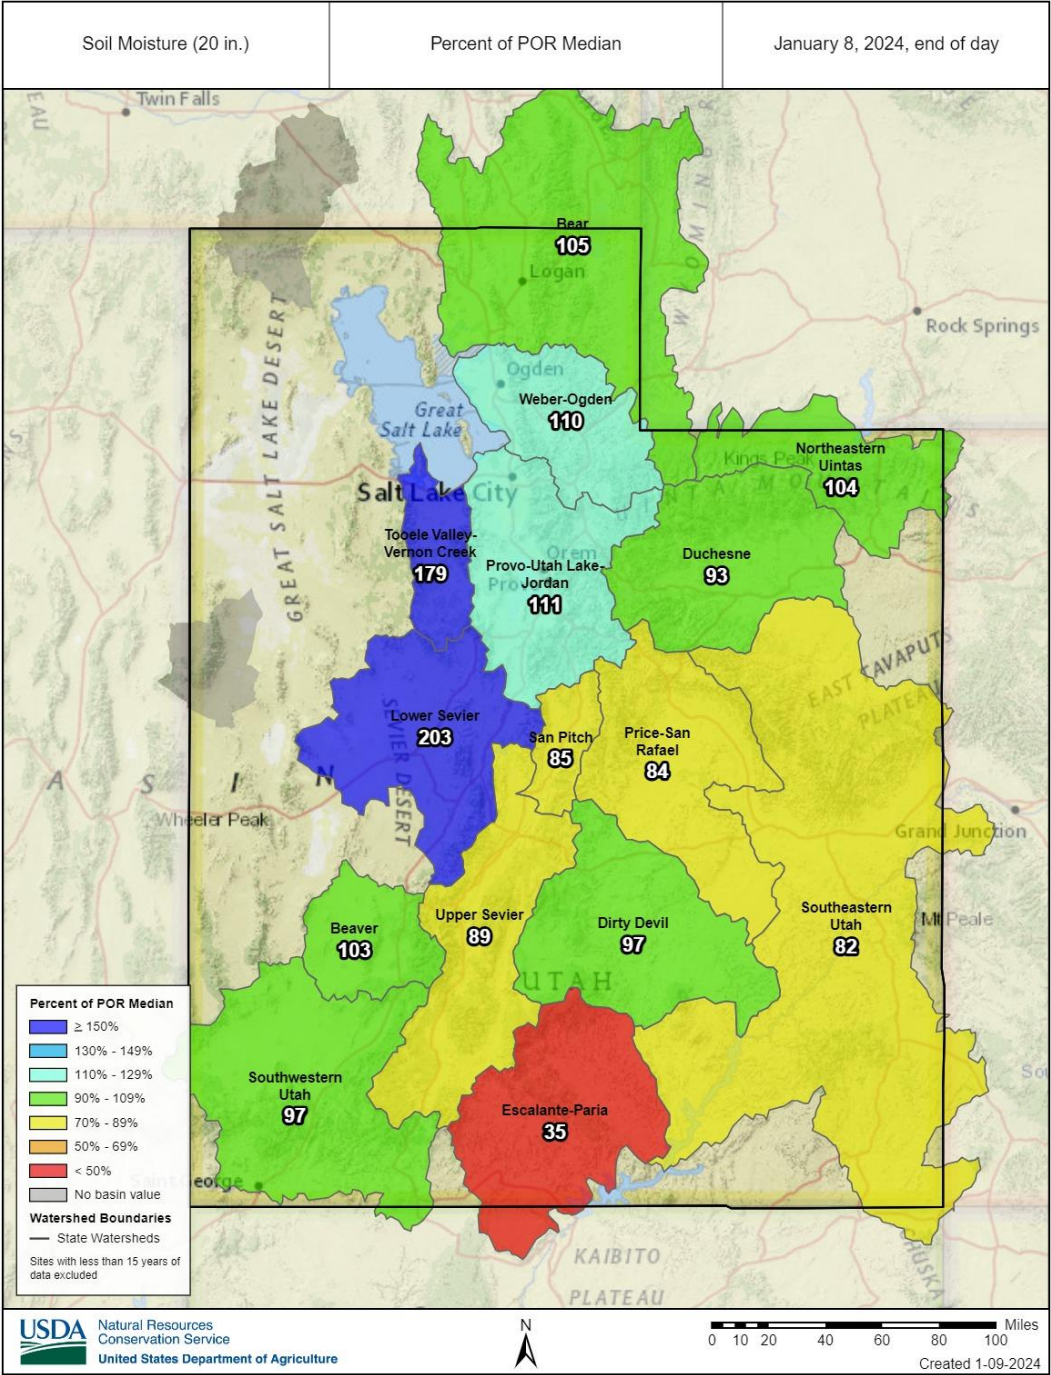 Soil Moisture (20 in.)
Percent of POR Median
January 8, 2024, end of day
Twin Falls
EAU
WYOMING
Bear
105
Logan
Rock Springs
GREAT SALT LAKE DESERT
Ogden
Weber-Ogden
110
Great
Salt Lake
Kings Peak
Northeastern
Uintas
104
Salt Lake City
Tooele Valley-
Vernon Creek
179
Orem
Provo-Utah Lake-
Jordan
111
Duchesne
93
EAST TAVAPUTS
PLATEAU
Lower Sevier
203
SEVIER DESERT
San Pitch
85
Price-San
Rafael
84
A S I N
Wheeler Peak
Grand Junction
Beaver
103
Upper Sevier
89
Dirty Devil
97
Southeastern
Utah
82
Mt Peale
UTAH
Southwestern
Utah
97
Escalante-Paria
35
Saint George
KAIBITO
PLATEAU
CHUSKA
Percent of POR Median
≥ 150%
130% - 149%
110% - 129%
90% - 109%
70% - 89%
50% - 69%
< 50%
No basin value
Watershed Boundaries
State Watersheds
Sites with less than 15 years of
data excluded
USDA
Natural Resources
Conservation Service
United States Department of Agriculture
N
Miles
0 10 20 40 60 80 100
Created 1-09-2024